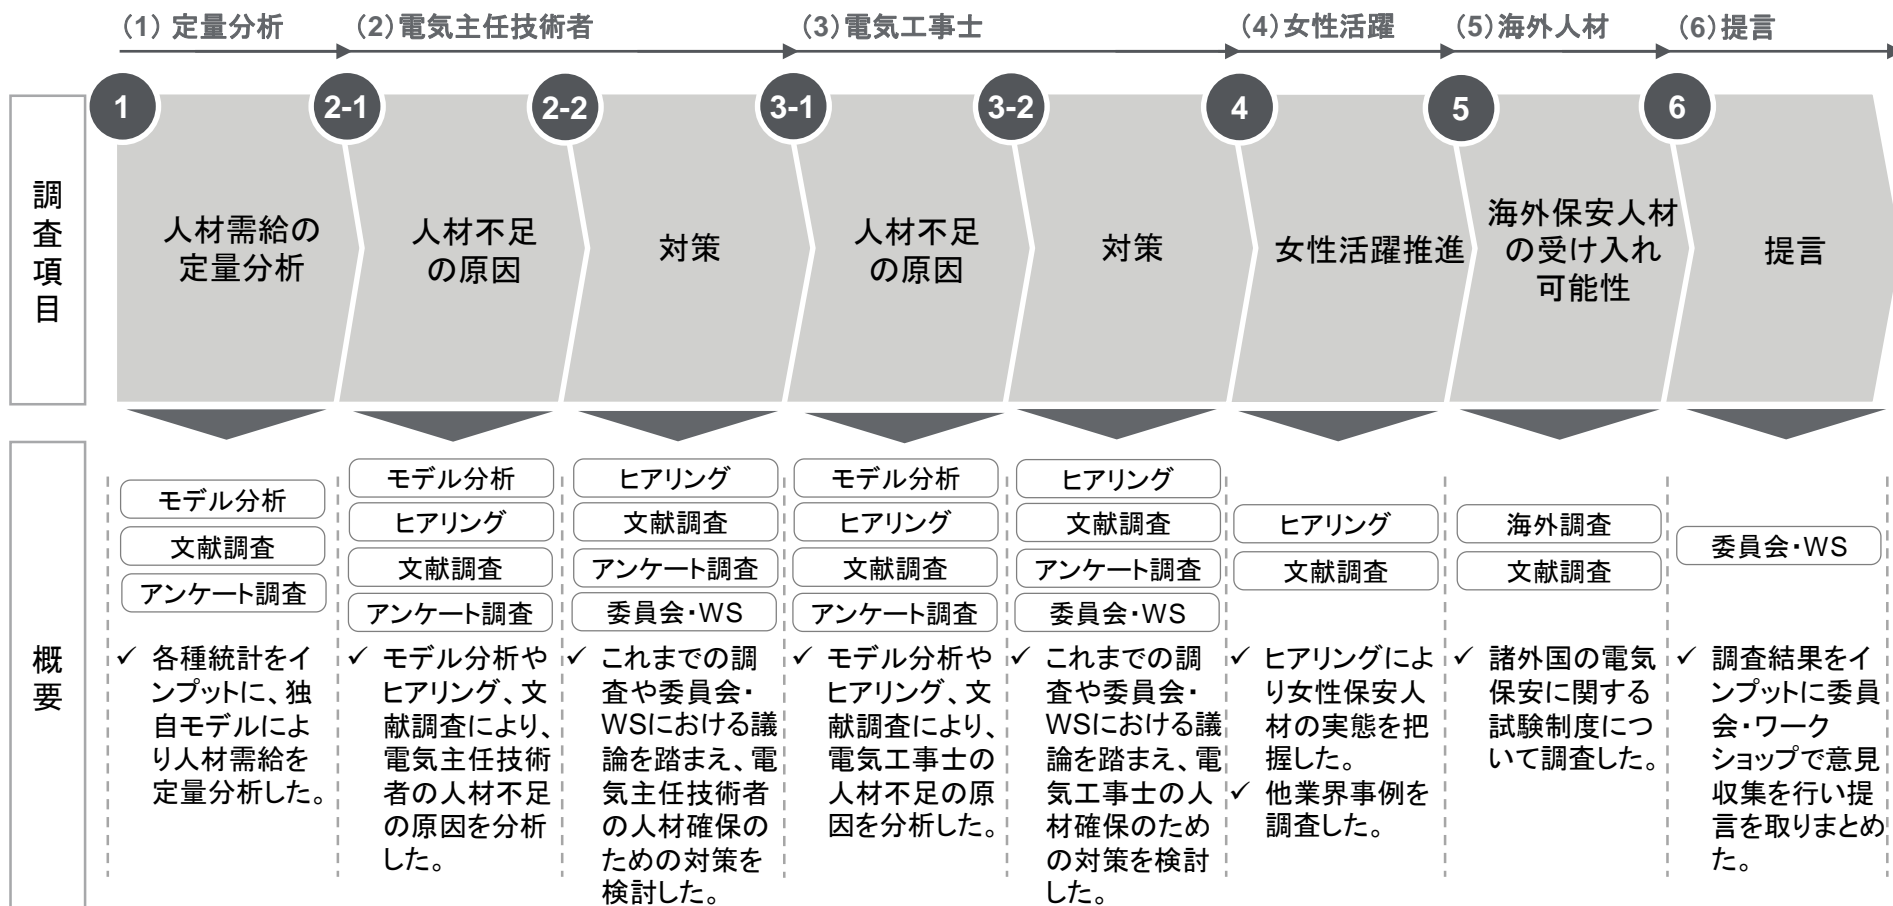 (1) 定量分析
(2)電気主任技術者
(3)電気工事士
(4)女性活躍
(5)海外人材
(6)提言
調査項目
1
人材需給の
定量分析
2-1
人材不足
の原因
2-2
対策
3-1
人材不足
の原因
3-2
対策
4
女性活躍推進
5
海外保安人材
の受け入れ
可能性
6
提言
概要
モデル分析
文献調査
アンケート調査
✓ 各種統計をイ
ンプットに、独
自モデルによ
り人材需給を
定量分析した。
モデル分析
ヒアリング
文献調査
アンケート調査
✓ モデル分析や
ヒアリング、文
献調査により、
電気主任技術
者の人材不足
の原因を分析
した。
ヒアリング
文献調査
アンケート調査
委員会・WS
✓ これまでの調
査や委員会・
WSにおける議
論を踏まえ、電
気主任技術者
の人材確保の
ための対策を
検討した。
モデル分析
ヒアリング
文献調査
アンケート調査
✓ モデル分析や
ヒアリング、文
献調査により、
電気工事士の
人材不足の原
因を分析した。
ヒアリング
文献調査
アンケート調査
委員会・WS
✓ これまでの調
査や委員会・
WSにおける議
論を踏まえ、電
気工事士の人
材確保のため
の対策を検討
した。
ヒアリング
文献調査
✓ ヒアリングによ
り女性保安人
材の実態を把
握した。
✓ 他業界事例を
調査した。
海外調査
文献調査
✓ 諸外国の電気
保安に関する
試験制度につ
いて調査した。
委員会・WS
✓ 調査結果をイ
ンプットに委員
会・ワーク
ショップで意見
収集を行い提
言を取りまとめ
た。